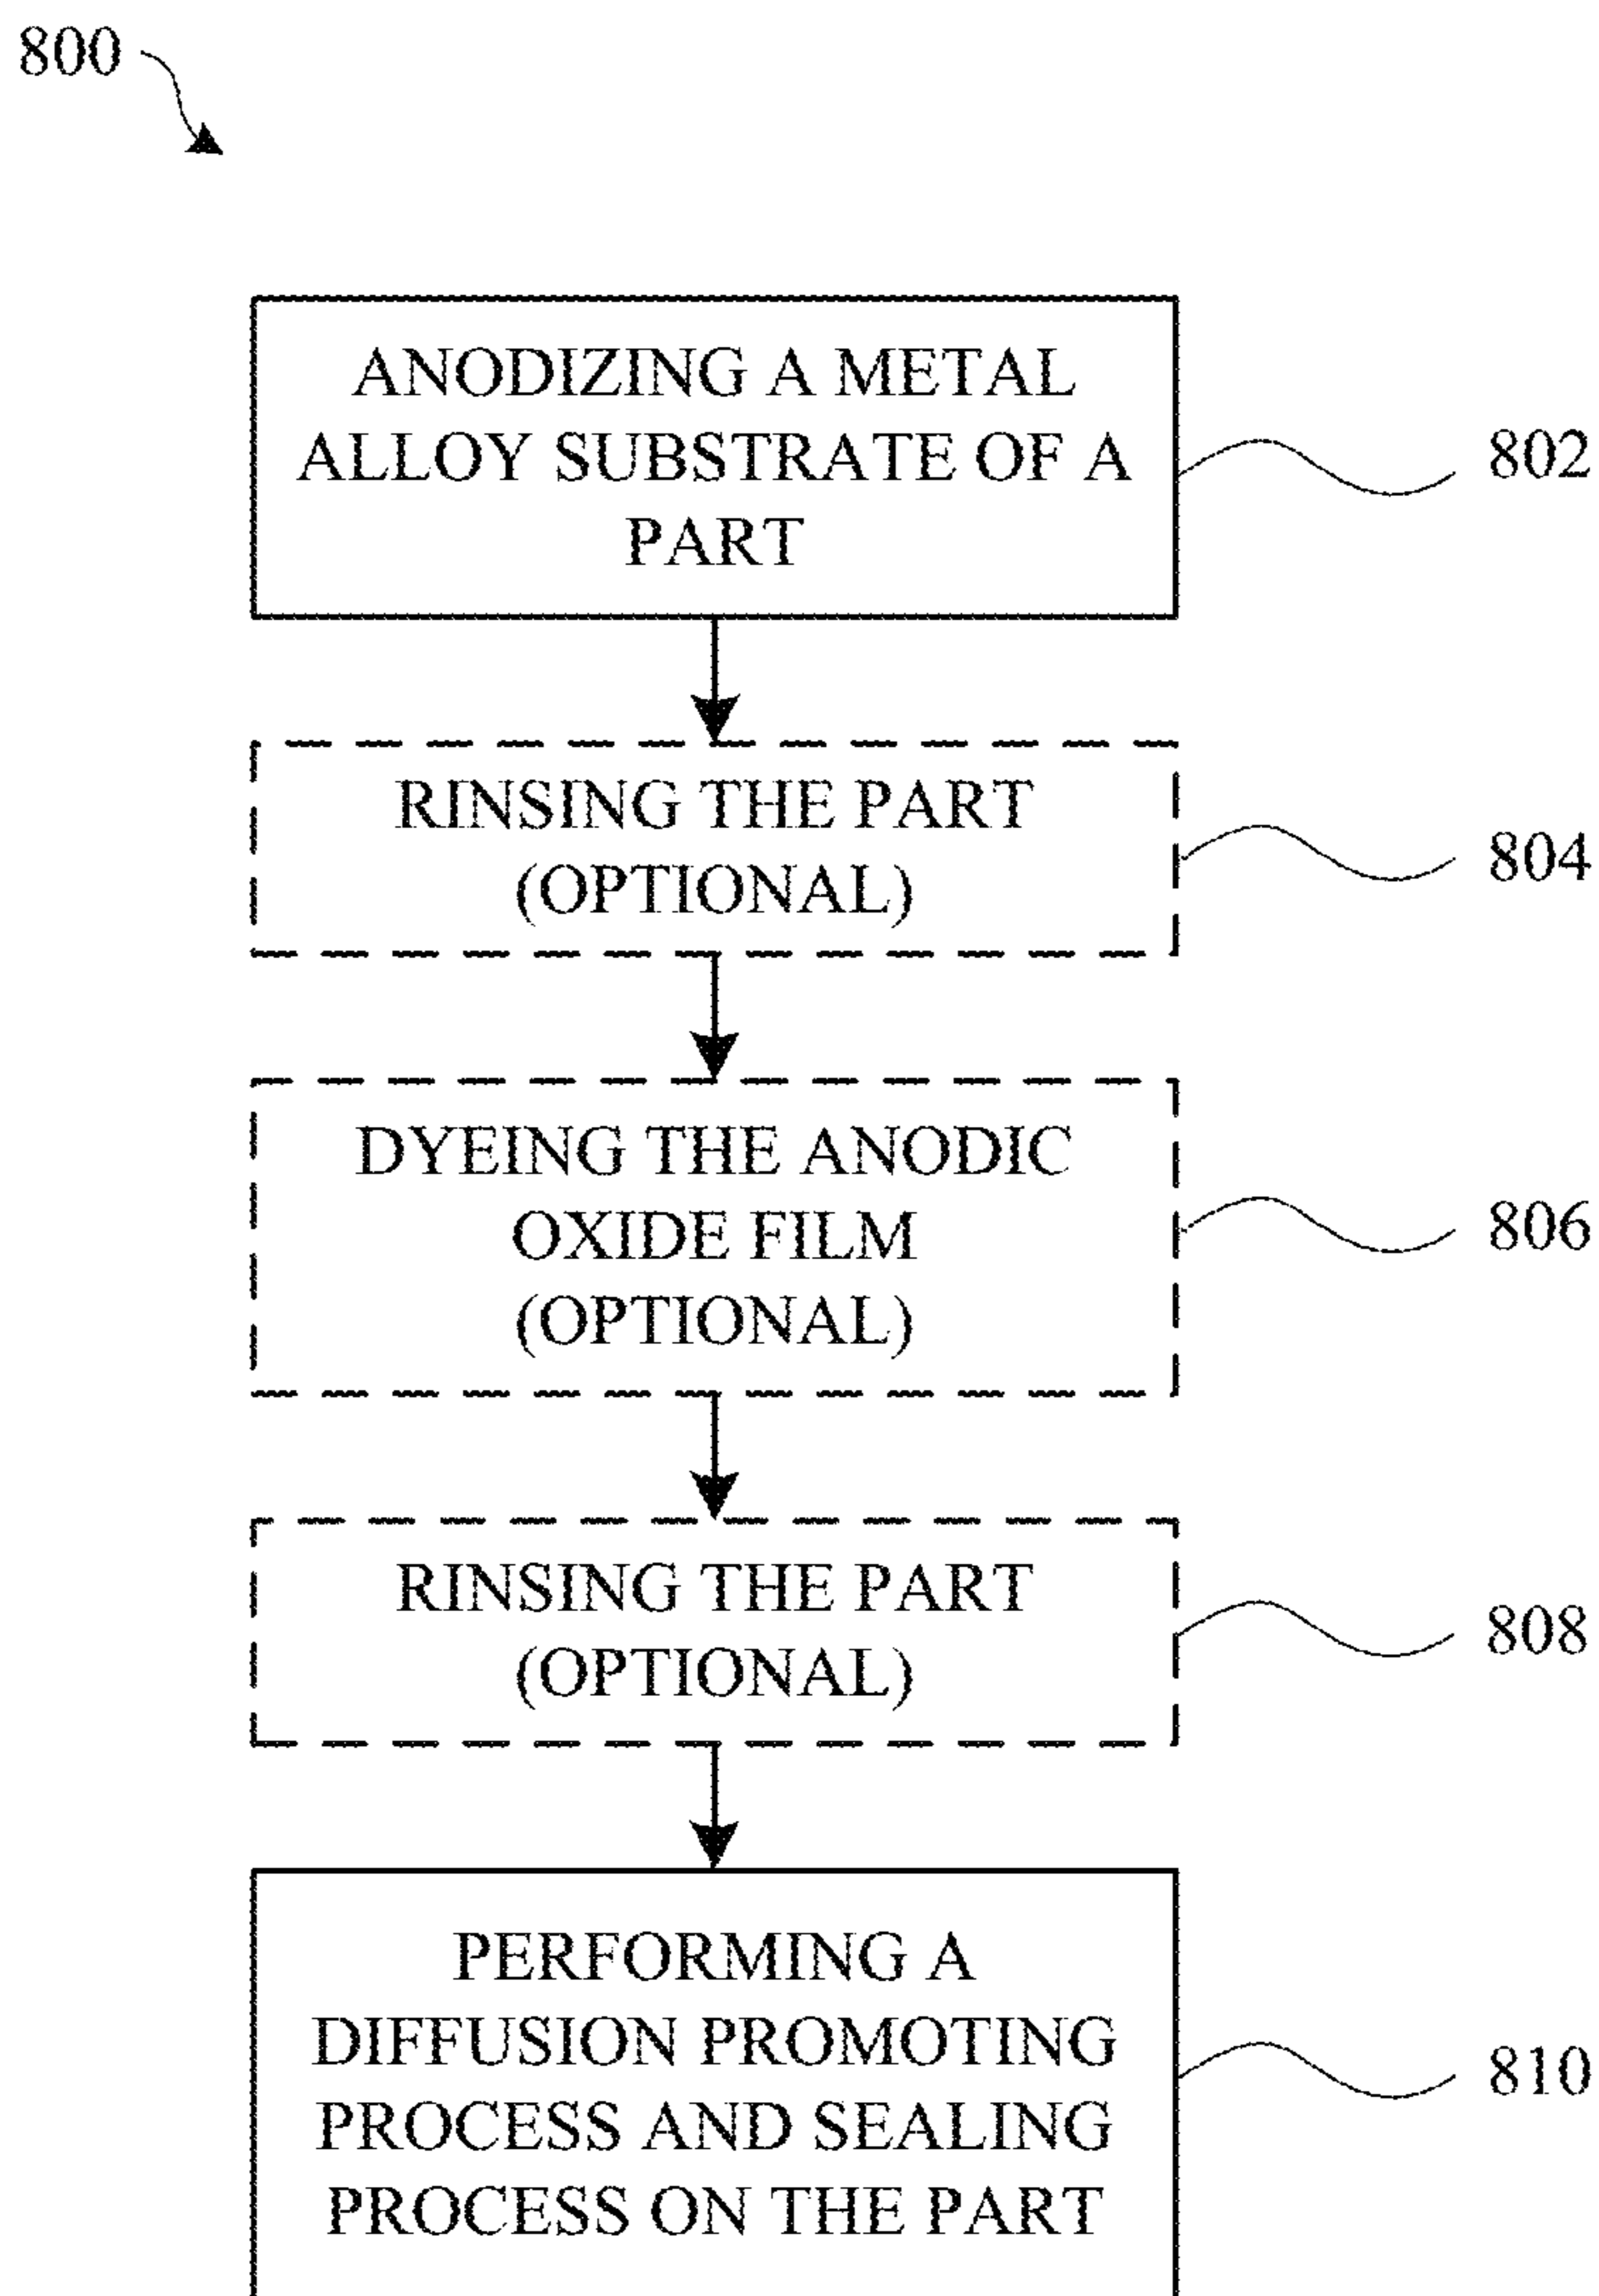 800
ANODIZING A METAL
ALLOY SUBSTRATE OF A
PART
802
RINSING THE PART
(OPTIONAL)
804
DYEING THE ANODIC
OXIDE FILM
(OPTIONAL)
806
RINSING THE PART
(OPTIONAL)
808
PERFORMING A
DIFFUSION PROMOTING
PROCESS AND SEALING
PROCESS ON THE PART
810